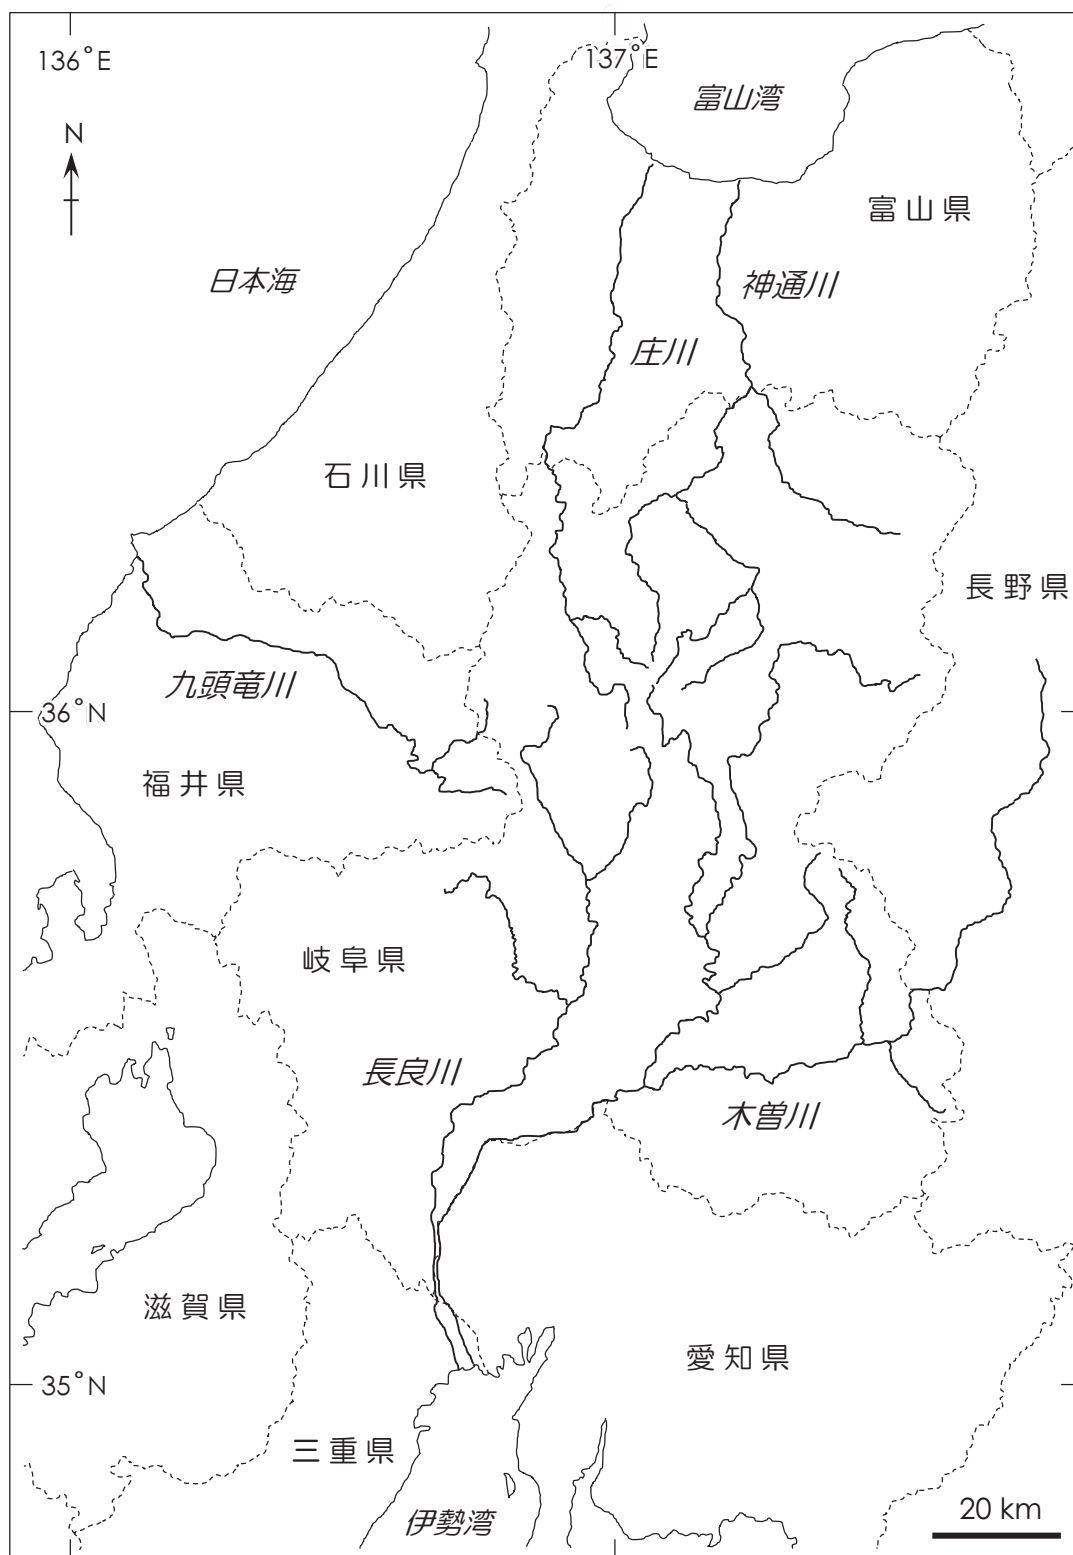 136˚E
137˚E
富山湾
N
富山県
日本海
神通川
庄川
石川県
長野県
九頭竜川
36˚N
福井県
岐阜県
長良川
木曽川
滋賀県
愛知県
35˚N
三重県
20 km
伊勢湾